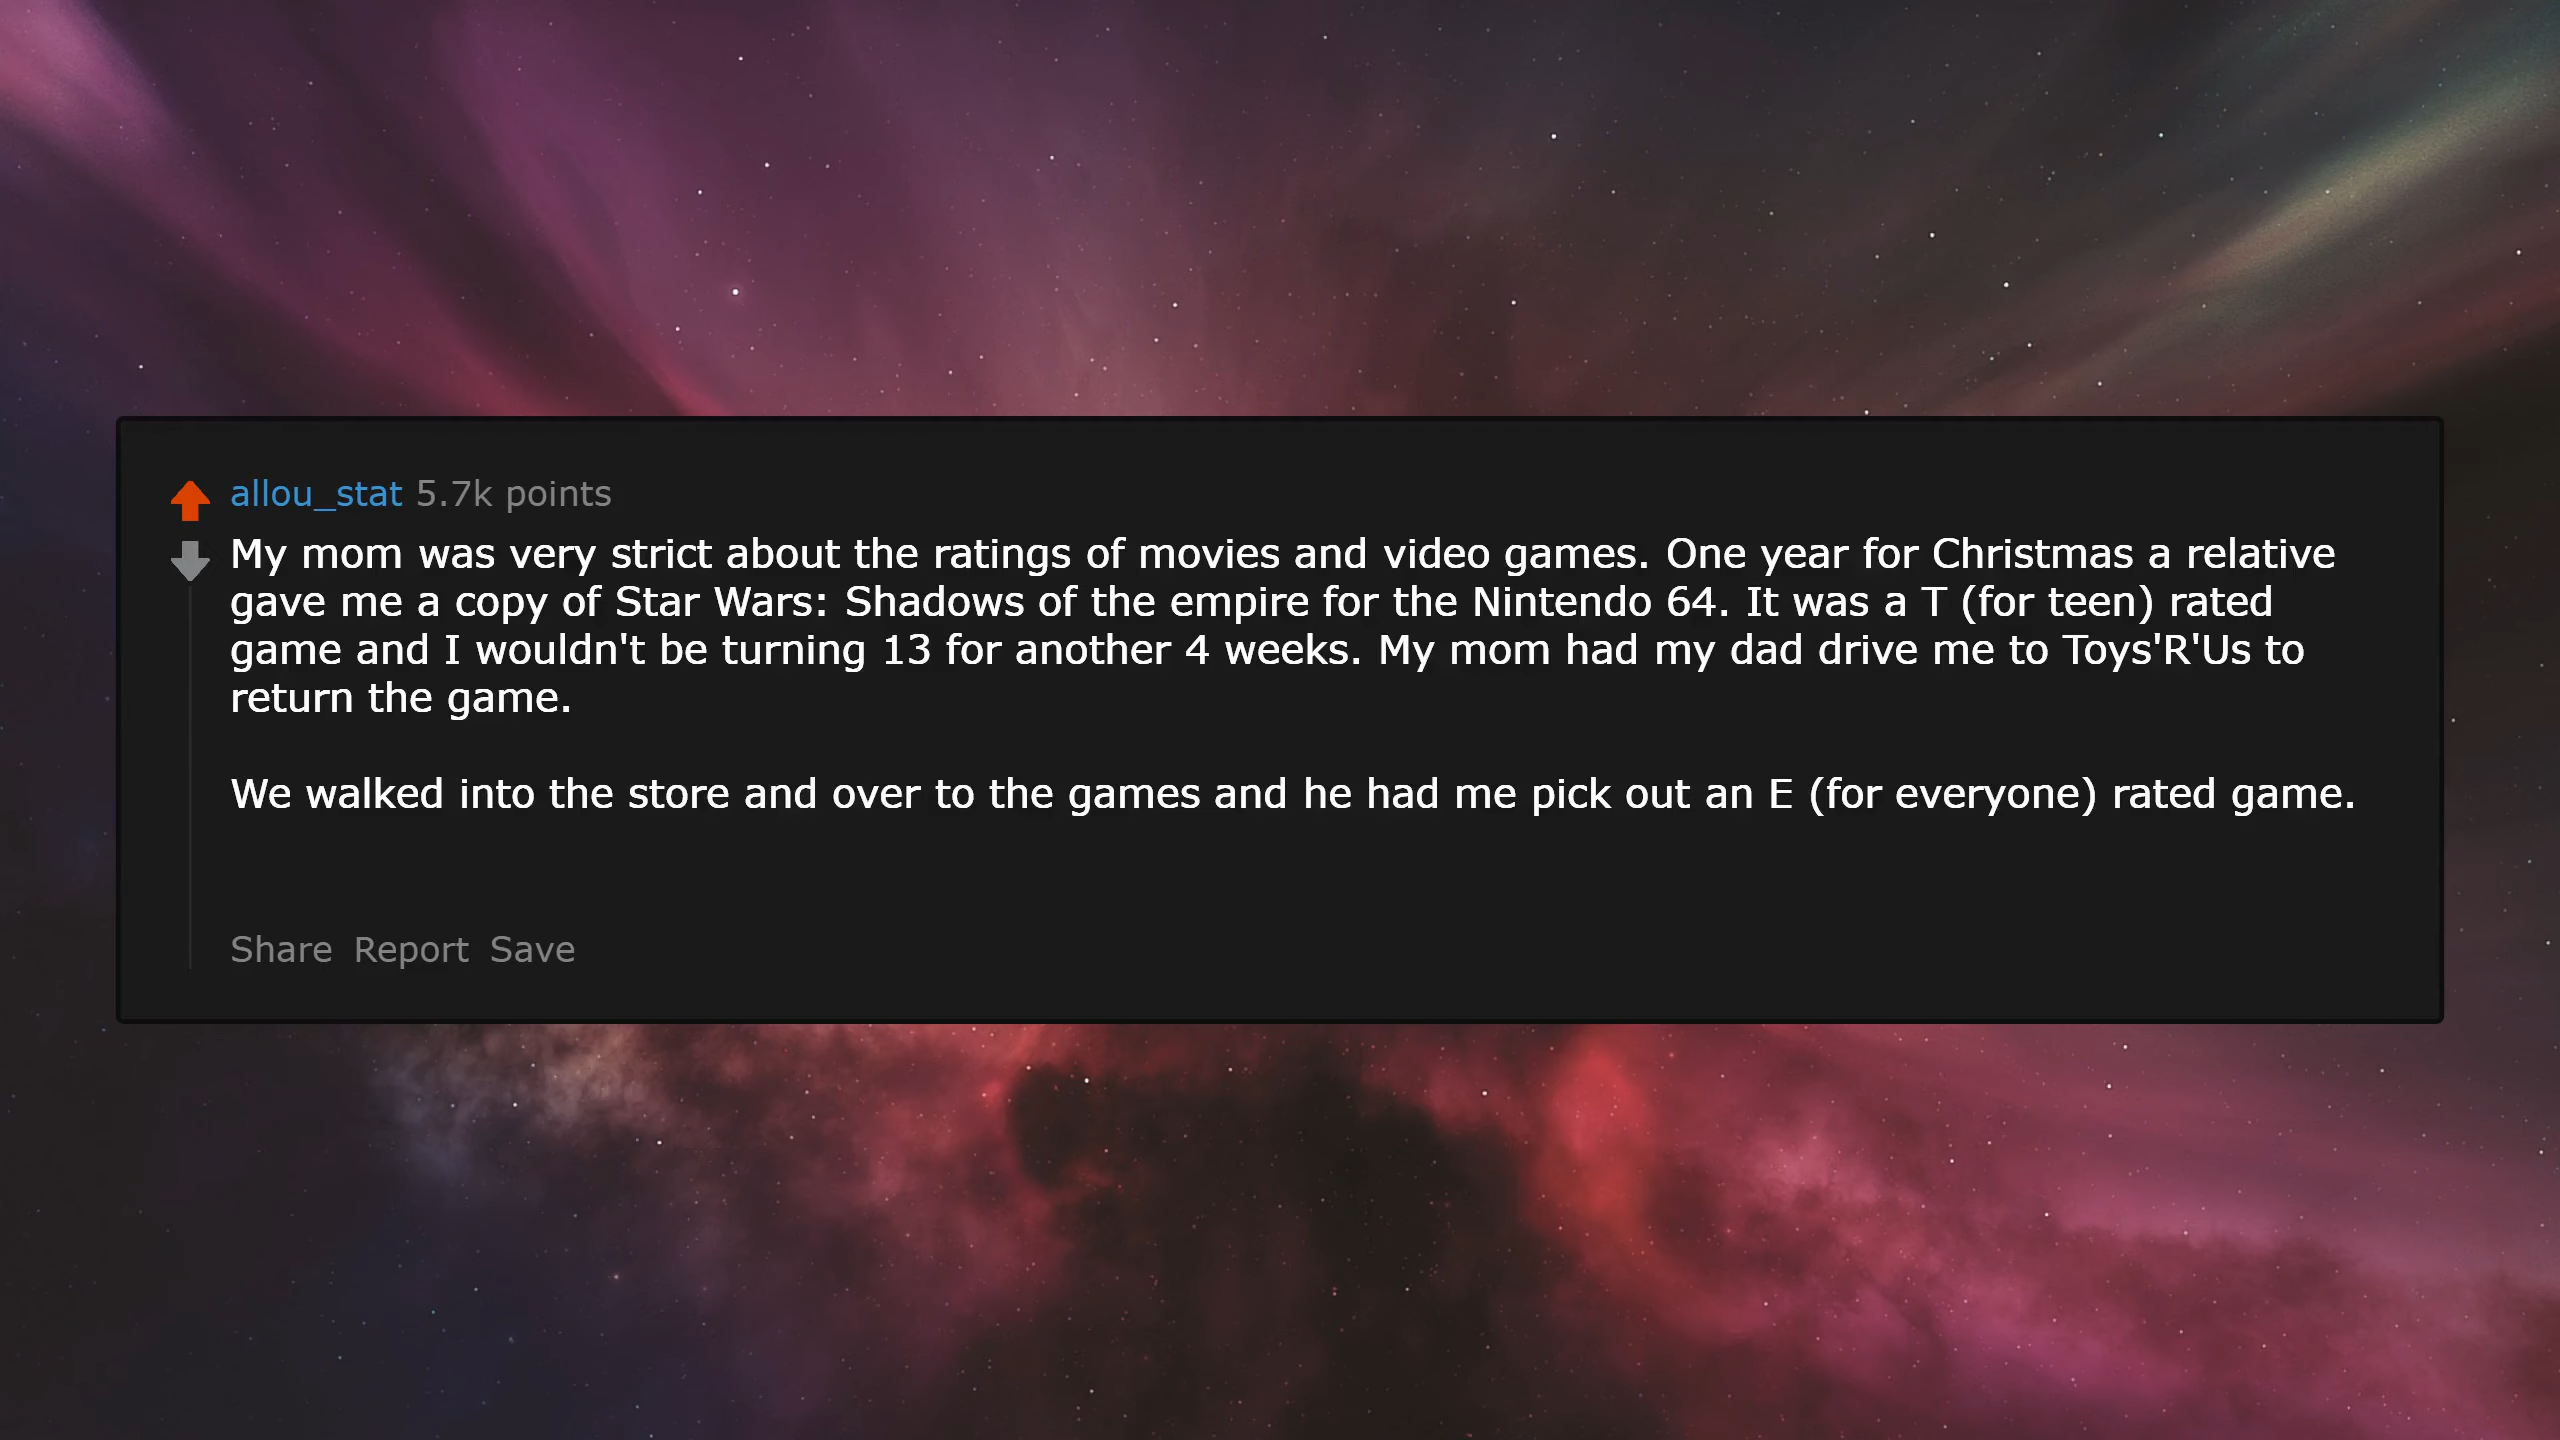 allou_stat 5.7k points
My mom was very strict about the ratings of movies and video games. One year for Christmas a relative
gave me a copy of Star Wars: Shadows of the empire for the Nintendo 64. It was a T (for teen) rated
game and I wouldn't be turning 13 for another 4 weeks. My mom had my dad drive me to Toys'R'Us to
return the game.
We walked into the store and over to the games and he had me pick out an E (for everyone) rated game.
Share Report Save